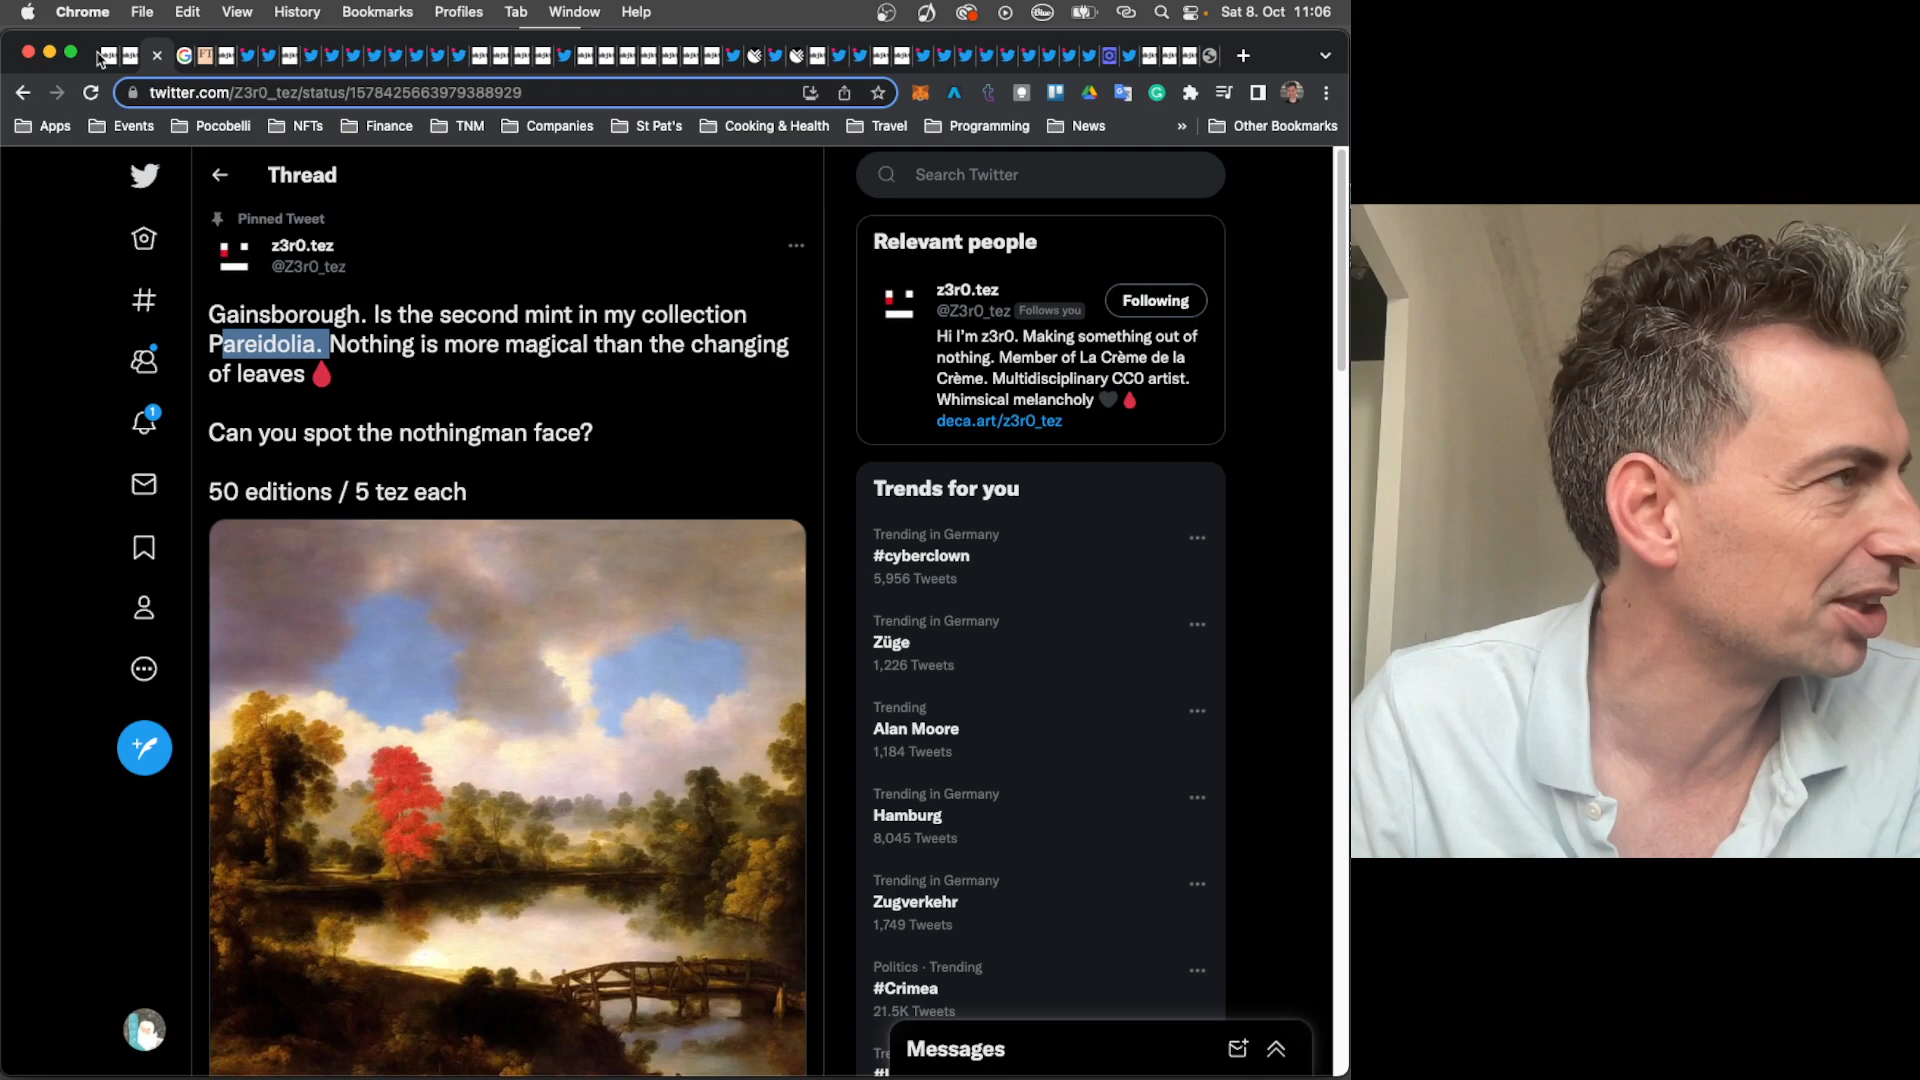 Chrome File Edit View History Bookmarks Profiles Tab Window Help Sat 8. Oct 11:06
twitter.com/Z3r0_tez/status/1578425663979388929
Apps Events Pocobelli NFTs Finance TNM Companies St Pat's Cooking & Health Travel Programming News » Other Bookmarks
Thread
Pinned Tweet
z3r0.tez
@Z3r0_tez
Gainsborough. Is the second mint in my collection
Pareidolia. Nothing is more magical than the changing
of leaves
Can you spot the nothingman face?
50 editions / 5 tez each
1
Search Twitter
Relevant people
z3r0.tez
@Z3r0_tez Follows you
Following
Hi I'm z3r0. Making something out of
nothing. Member of La Crème de la
Crème. Multidisciplinary CC0 artist.
Whimsical melancholy
deca.art/z3r0_tez
Trends for you
Trending in Germany
#cyberclown
5,956 Tweets
Trending in Germany
Züge
1,226 Tweets
Trending
Alan Moore
1,184 Tweets
Trending in Germany
Hamburg
8,045 Tweets
Trending in Germany
Zugverkehr
1,749 Tweets
Politics · Trending
#Crimea
21.5K Tweets
Messages